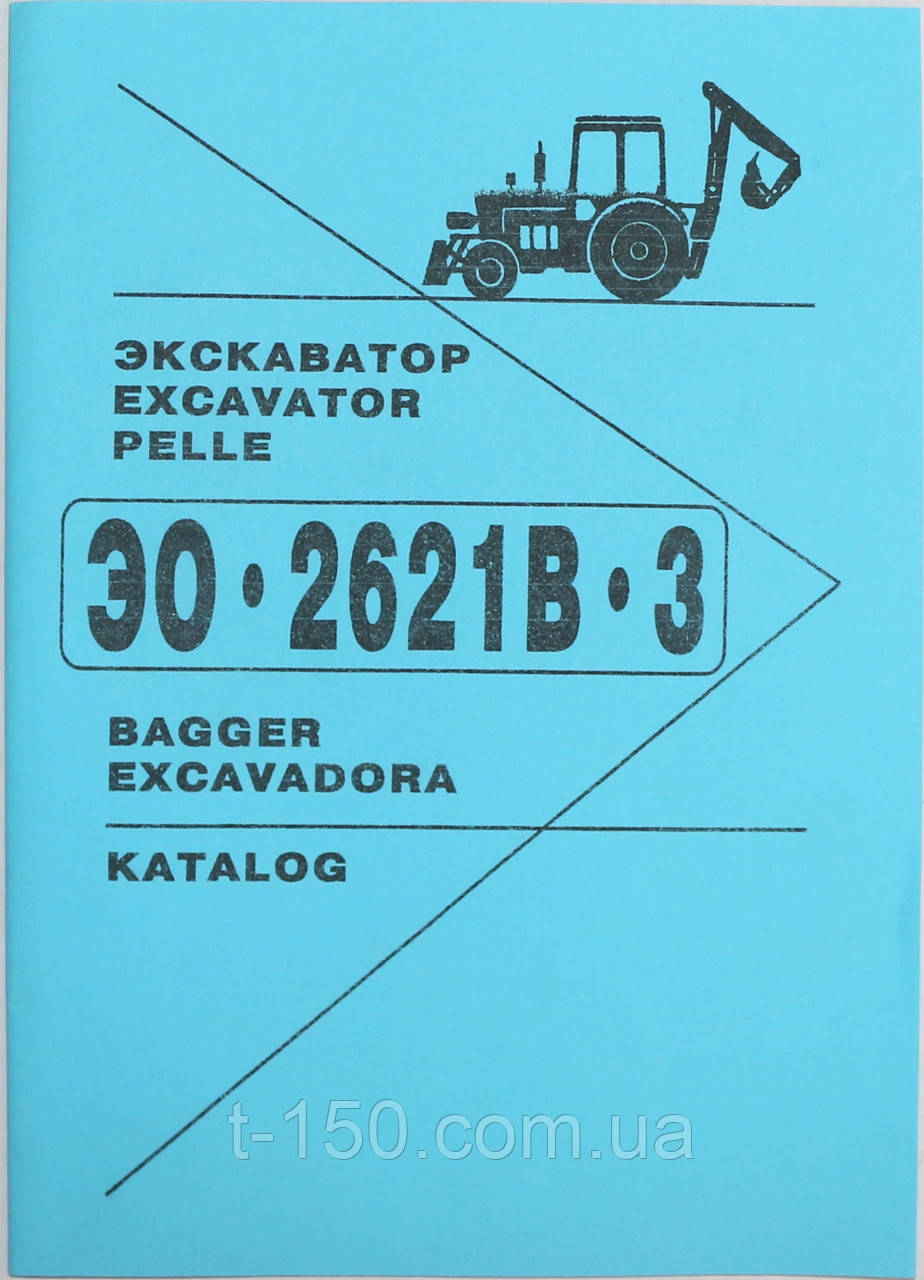 ЭКСКАВАТОР
EXCAVATOR
PELLE
ЭО·2621В·3
BAGGER
EXCAVADORA
KATALOG
t-150.com.ua